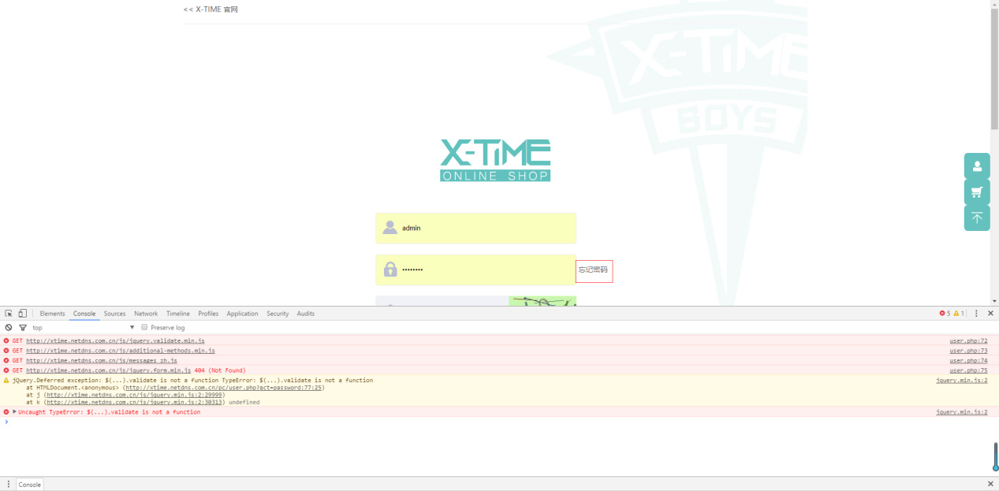 << X-TIME 官网
X-TIME
BOYS
X-TIME
ONLINE SHOP
admin
••••••••
忘记密码
Elements Console Sources Network Timeline Profiles Application Security Audits 5 1
top Preserve log
GET http://xtime.netdns.com.cn/js/jquery.validate.min.js user.php:72
GET http://xtime.netdns.com.cn/js/additional-methods.min.js user.php:73
GET http://xtime.netdns.com.cn/js/messages_zh.js user.php:74
GET http://xtime.netdns.com.cn/js/jquery.form.min.js 404 (Not Found) user.php:75
jQuery.Deferred exception: $(...).validate is not a function TypeError: $(...).validate is not a function jquery.min.js:2
at HTMLDocument.<anonymous> (http://xtime.netdns.com.cn/pc/user.php?act=password:77:25)
at j (http://xtime.netdns.com.cn/js/jquery.min.js:2:29999)
at k (http://xtime.netdns.com.cn/js/jquery.min.js:2:30313) undefined
Uncaught TypeError: $(...).validate is not a function jquery.min.js:2
Console